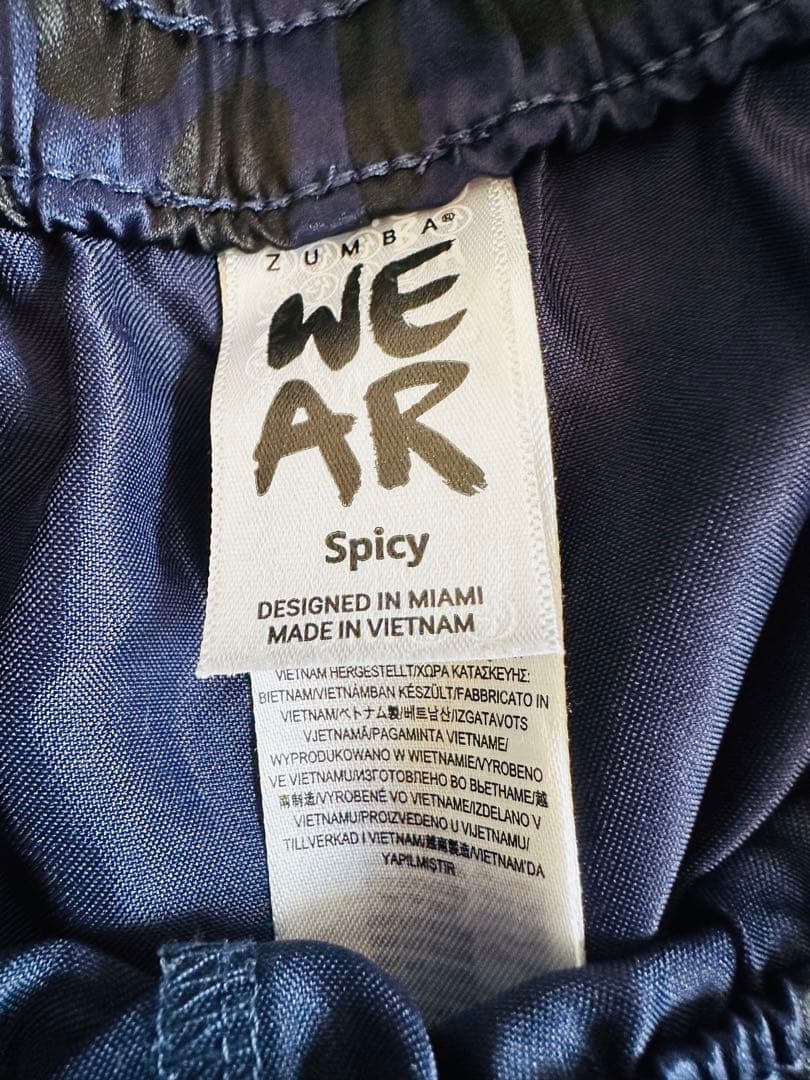 ZUMBA®
WE
AR
Spicy
DESIGNED IN MIAMI
MADE IN VIETNAM
VIETNAM HERGESTELLT/ΧΩΡΑ ΚΑΤΑΣΚΕΥΗΣ:
ΒΙΕΤΝΑΜ/VIETNÁMBAN KÉSZÜLT/FABBRICATO IN
VIETNAM/ベトナム製/베트남산/IZGATAVOTS
VJETNAMĀ/PAGAMINTA VIETNAME/
WYPRODUKOWANO W WIETNAMIE/VYROBENO
VE VIETNAMU/ИЗГОТОВЛЕНО ВО ВЬЕТНАМЕ/越
南制造/VYROBENÉ VO VIETNAME/IZDELANO V
VIETNAMU/PROIZVEDENO U VIJETNAMU/
TILLVERKAD I VIETNAM/越南製造/VIETNAM'DA
YAPILMIŞTIR